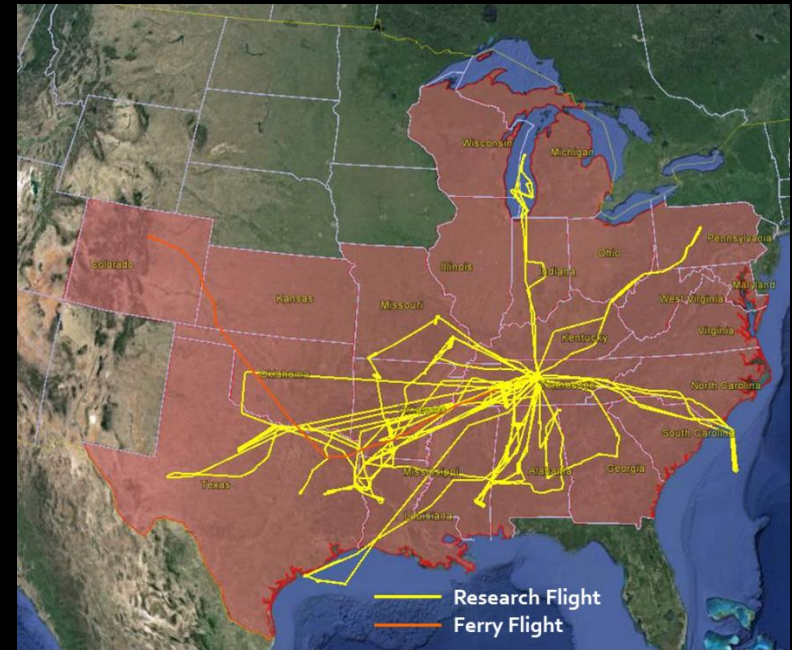 Wisconsin
Michigan
Pennsylvania
Ohio
Colorado
Illinois
Indiana
Maryland
Kansas
Missouri
West Virginia
Virginia
Kentucky
Oklahoma
Tennessee
North Carolina
Arkansas
South Carolina
Mississippi
Alabama
Georgia
Texas
Louisiana
Research Flight
Ferry Flight